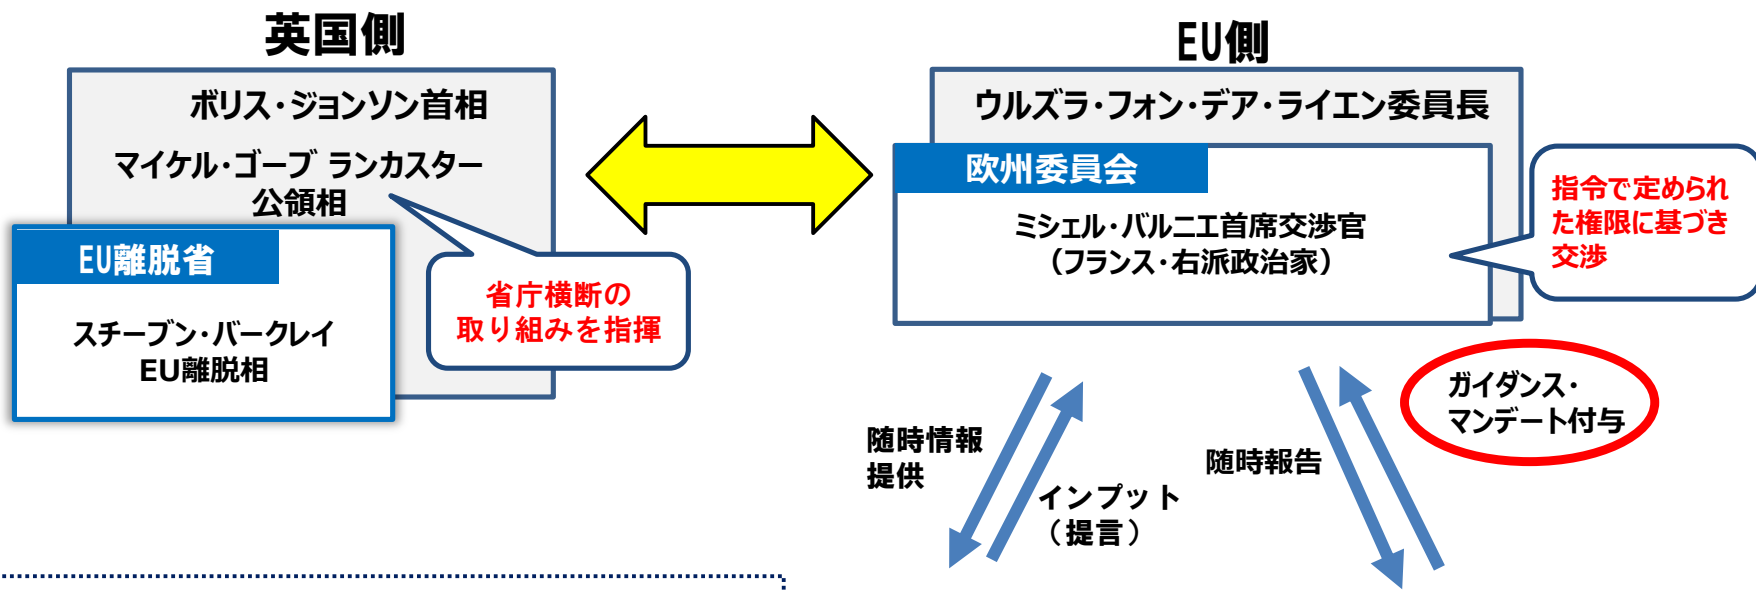 英国側
ボリス・ジョンソン首相
マイケル・ゴーブ ランカスター
公領相
EU離脱省
スチーブン・バークレイ
EU離脱相
省庁横断の
取り組みを指揮
EU側
ウルズラ・フォン・デア・ライエン委員長
欧州委員会
ミシェル・バルニエ首席交渉官
（フランス・右派政治家）
指令で定められ
た権限に基づき
交渉
ガイダンス・
マンデート付与
随時情報
提供
インプット
（提言）
随時報告